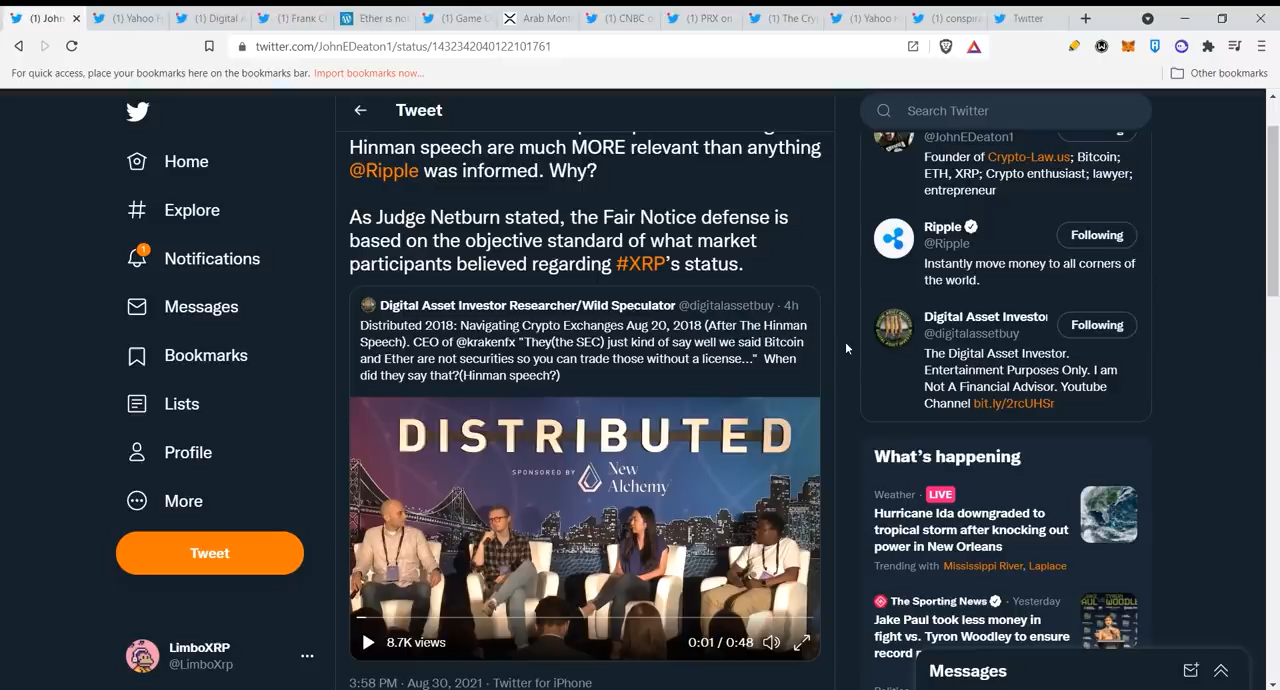 (1) John
(1) Yahoo F
(1) Digital A
(1) Frank C
Ether is no
(1) Game O
Arab Mont
(1) CNBC o
(1) PRX on
(1) The Cry
(1) Yahoo
(1) conspira
Twitter
twitter.com/JohnEDeaton1/status/1432342040122101761
For quick access, place your bookmarks here on the bookmarks bar. Import bookmarks now...
Other bookmarks
Home
Explore
1
Notifications
Messages
Bookmarks
Lists
Profile
More
Tweet
LimboXRP
@LimboXrp
Tweet
Hinman speech are much MORE relevant than anything
@Ripple was informed. Why?
As Judge Netburn stated, the Fair Notice defense is
based on the objective standard of what market
participants believed regarding #XRP's status.
Digital Asset Investor Researcher/Wild Speculator @digitalassetbuy · 4h
Distributed 2018: Navigating Crypto Exchanges Aug 20, 2018 (After The Hinman
Speech). CEO of @krakenfx "They(the SEC) just kind of say well we said Bitcoin
and Ether are not securities so you can trade those without a license..." When
did they say that?(Hinman speech?)
DISTRIBUTED
SPONSORED BY
New
Alchemy
8.7K views
0:01 / 0:48
3:58 PM · Aug 30, 2021 · Twitter for iPhone
Search Twitter
@JohnEDeaton1
Founder of Crypto-Law.us; Bitcoin;
ETH, XRP; Crypto enthusiast; lawyer;
entrepreneur
Ripple
@Ripple
Following
Instantly move money to all corners of
the world.
Digital Asset Investor
@digitalassetbuy
Following
The Digital Asset Investor.
Entertainment Purposes Only. I am
Not A Financial Advisor. Youtube
Channel bit.ly/2rcUHSr
What's happening
Weather · LIVE
Hurricane Ida downgraded to
tropical storm after knocking out
power in New Orleans
Trending with Mississippi River, Laplace
The Sporting News · Yesterday
Jake Paul took less money in
fight vs. Tyron Woodley to ensure
record
Messages